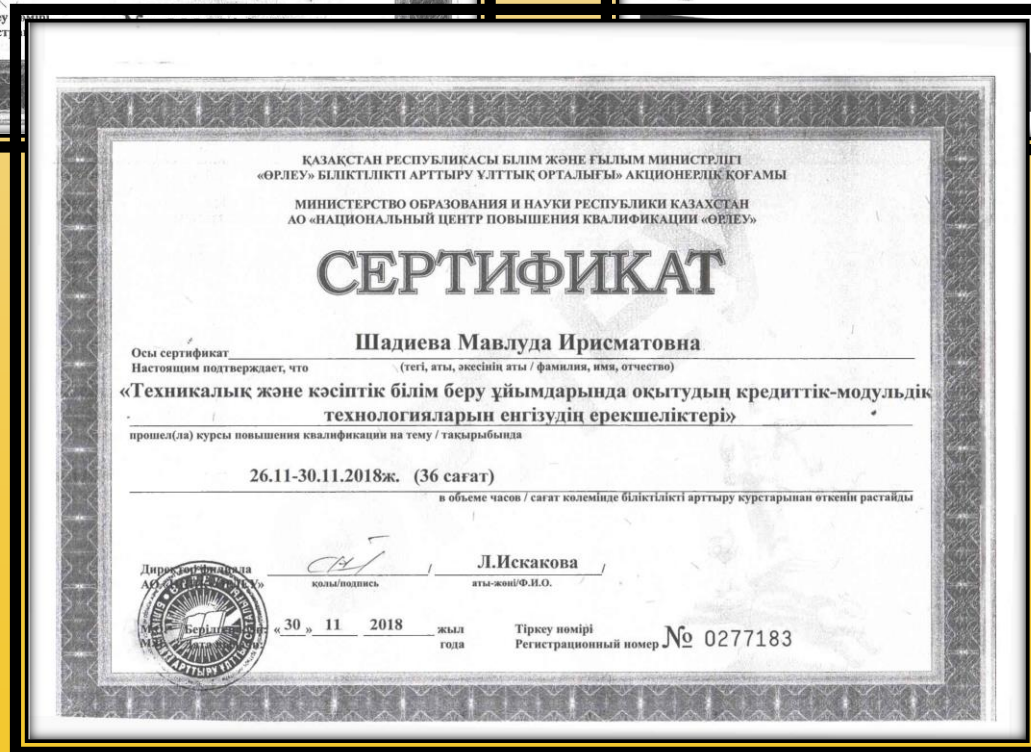 ҚАЗАҚСТАН РЕСПУБЛИКАСЫ БІЛІМ ЖӘНЕ ҒЫЛЫМ МИНИСТРЛІГІ
«ӨРЛЕУ» БІЛІКТІЛІКТІ АРТТЫРУ ҰЛТТЫҚ ОРТАЛЫҒЫ» АКЦИОНЕРЛІК ҚОҒАМЫ
МИНИСТЕРСТВО ОБРАЗОВАНИЯ И НАУКИ РЕСПУБЛИКИ КАЗАХСТАН
АО «НАЦИОНАЛЬНЫЙ ЦЕНТР ПОВЫШЕНИЯ КВАЛИФИКАЦИИ «ӨРЛЕУ»
СЕРТИФИКАТ
Осы сертификат Шадиева Мавлуда Ирисматовна
Настоящим подтверждает, что (тегі, аты, әкесінің аты / фамилия, имя, отчество)
«Техникалық және кәсіптік білім беру ұйымдарында оқытудың кредиттік-модульдік
технологияларын енгізудің ерекшеліктері»
прошел(ла) курсы повышения квалификации на тему / тақырыбында
26.11-30.11.2018ж. (36 сағат)
в объеме часов / сағат көлемінде біліктілікті арттыру курстарынан өткенін растайды
Директор филиала / Л.Искакова /
қолы/подпись аты-жөні/Ф.И.О.
« 30 » 11 2018 жыл Тіркеу нөмірі
года Регистрационный номер № 0277183